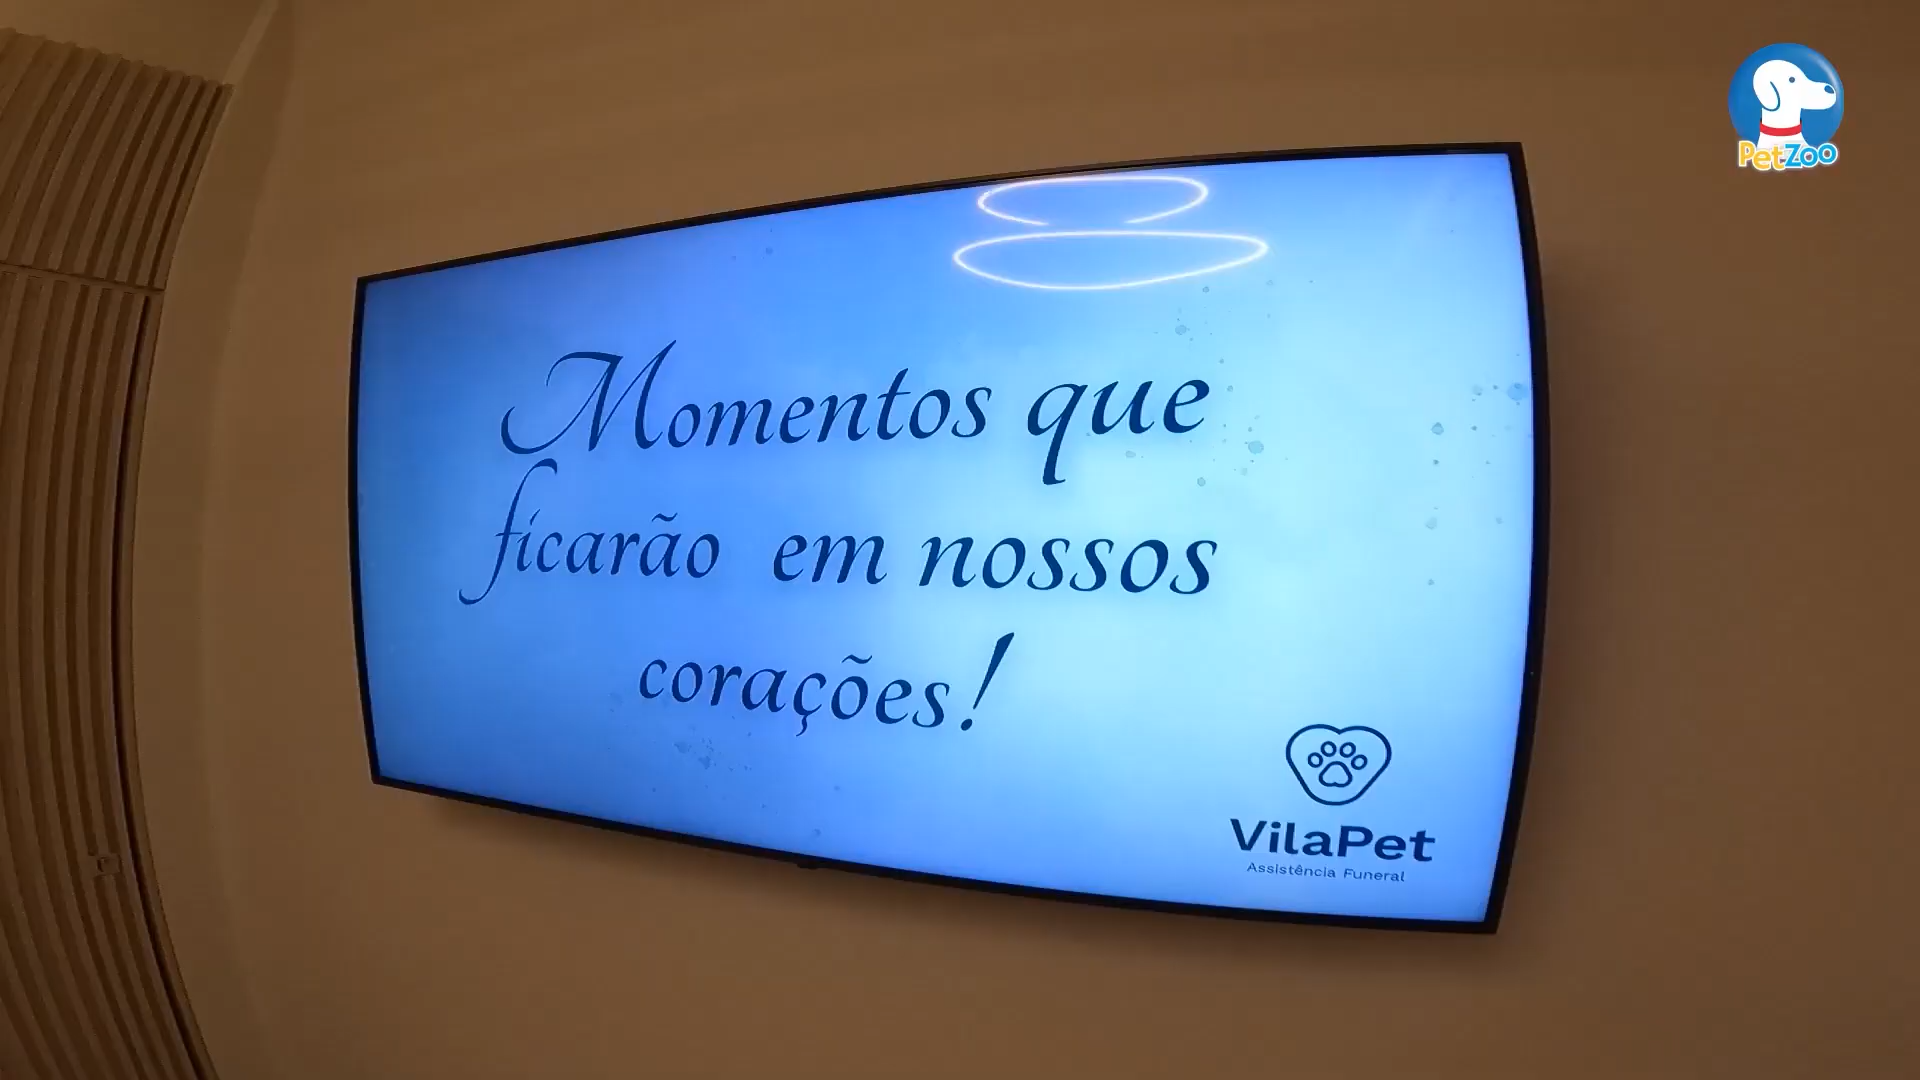 PetZoo
Momentos que
ficarão em nossos
corações!
VilaPet
Assistência Funeral